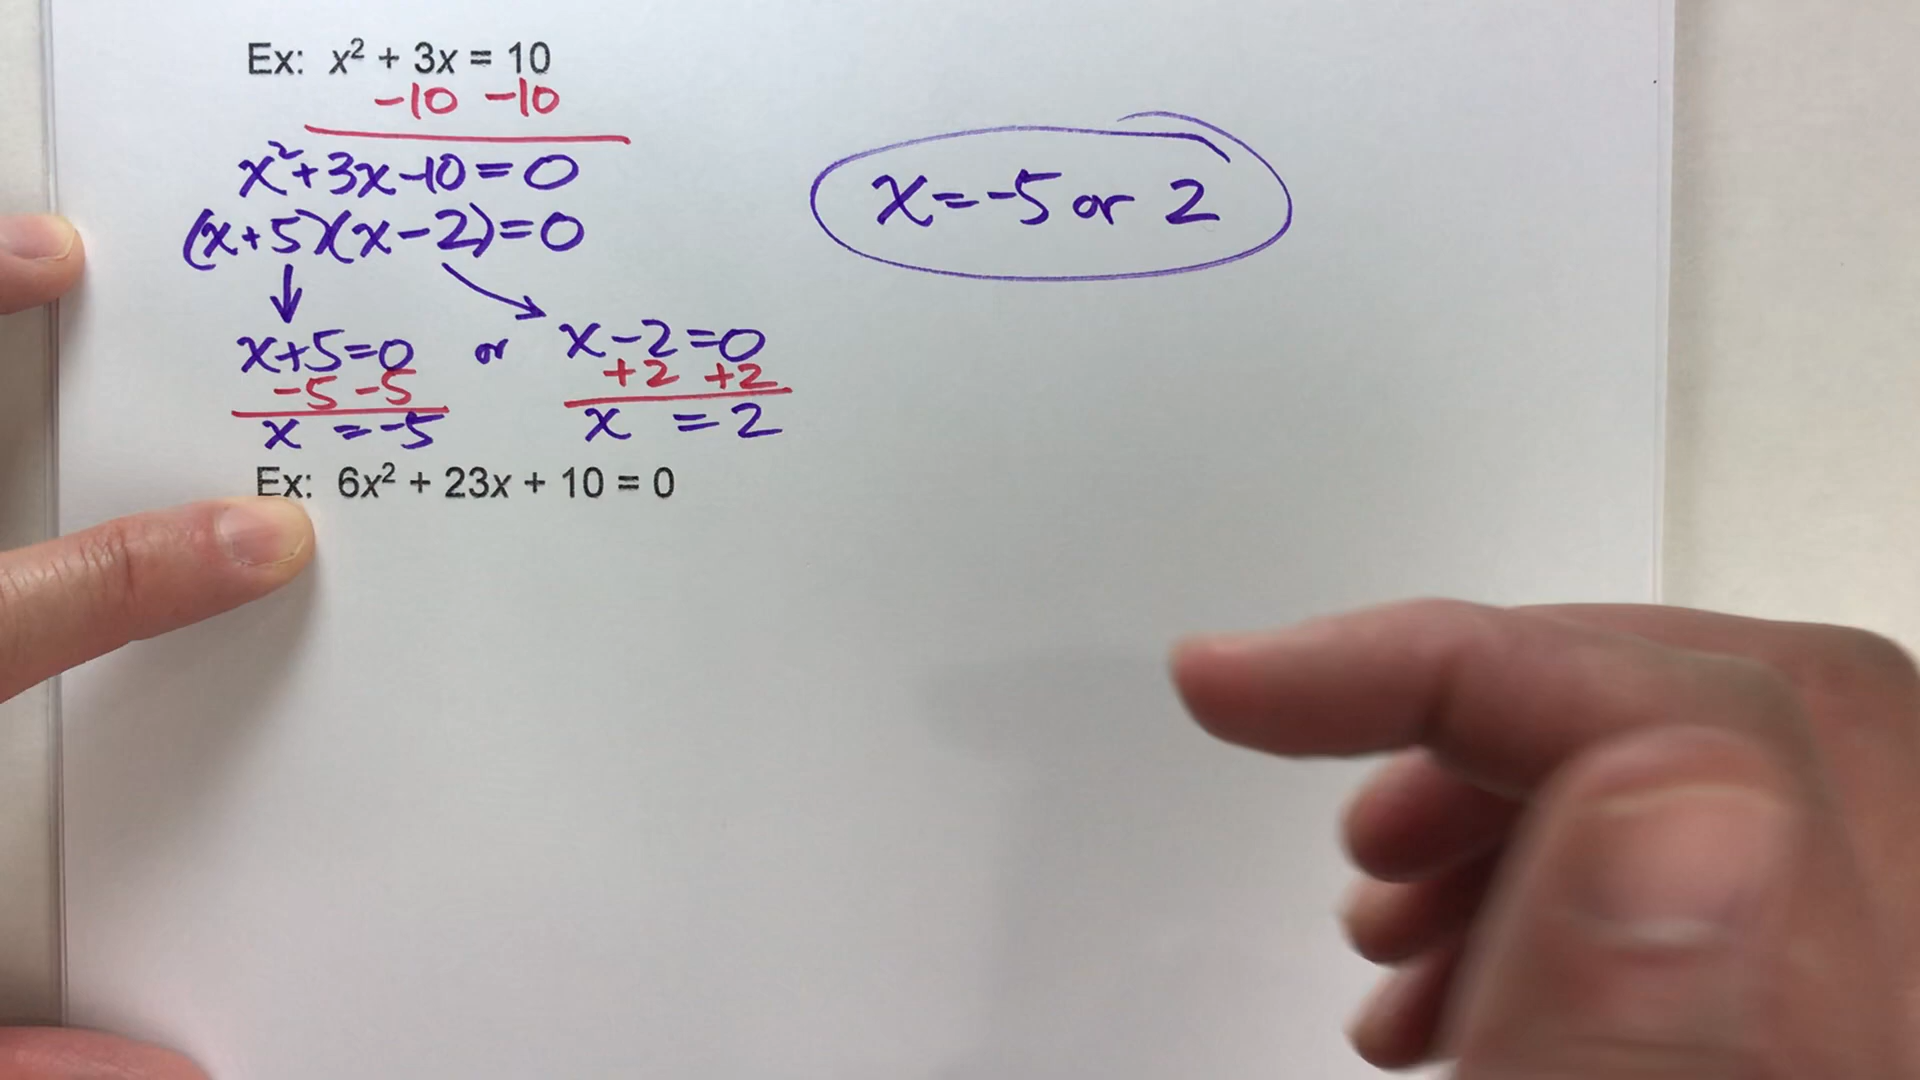 Ex: x² + 3x = 10
-10 -10
x²+3x-10=0
(x+5)(x-2)=0
x+5=0 or x-2=0
-5 -5 +2 +2
x =-5 x =2
x=-5 or 2
Ex: 6x² + 23x + 10 = 0